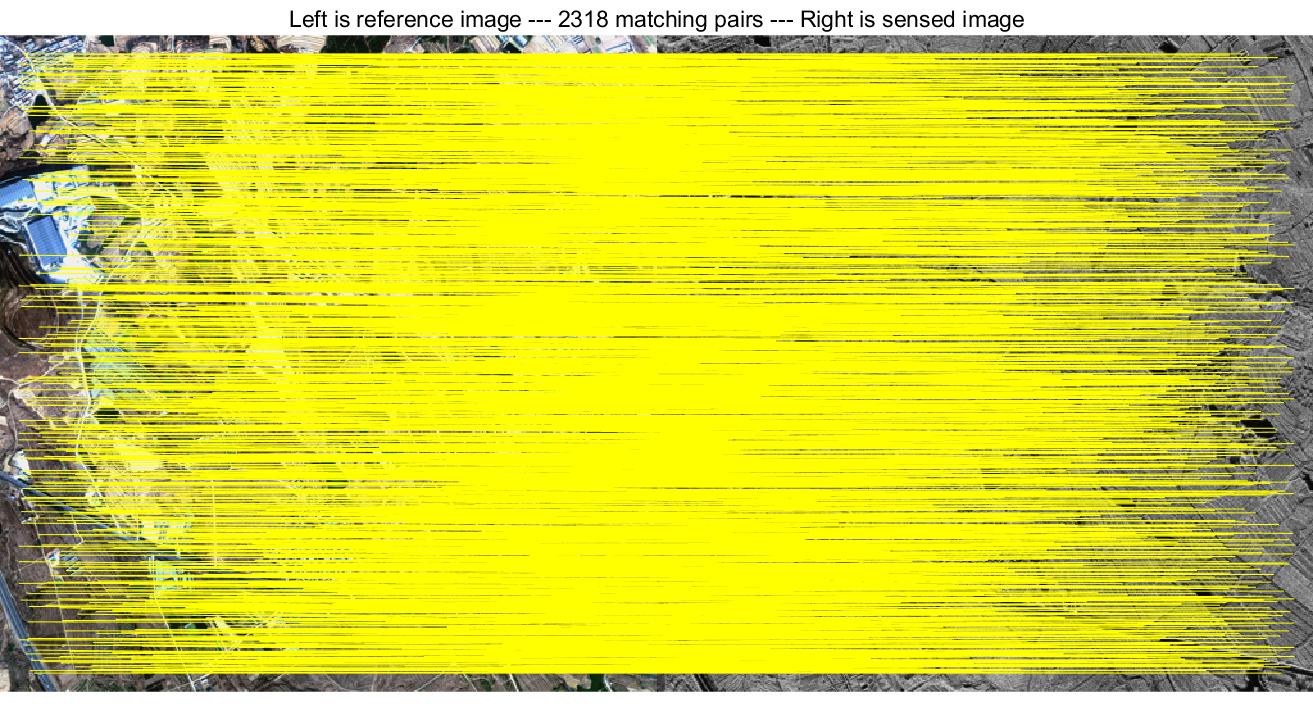 Left is reference image --- 2318 matching pairs --- Right is sensed image